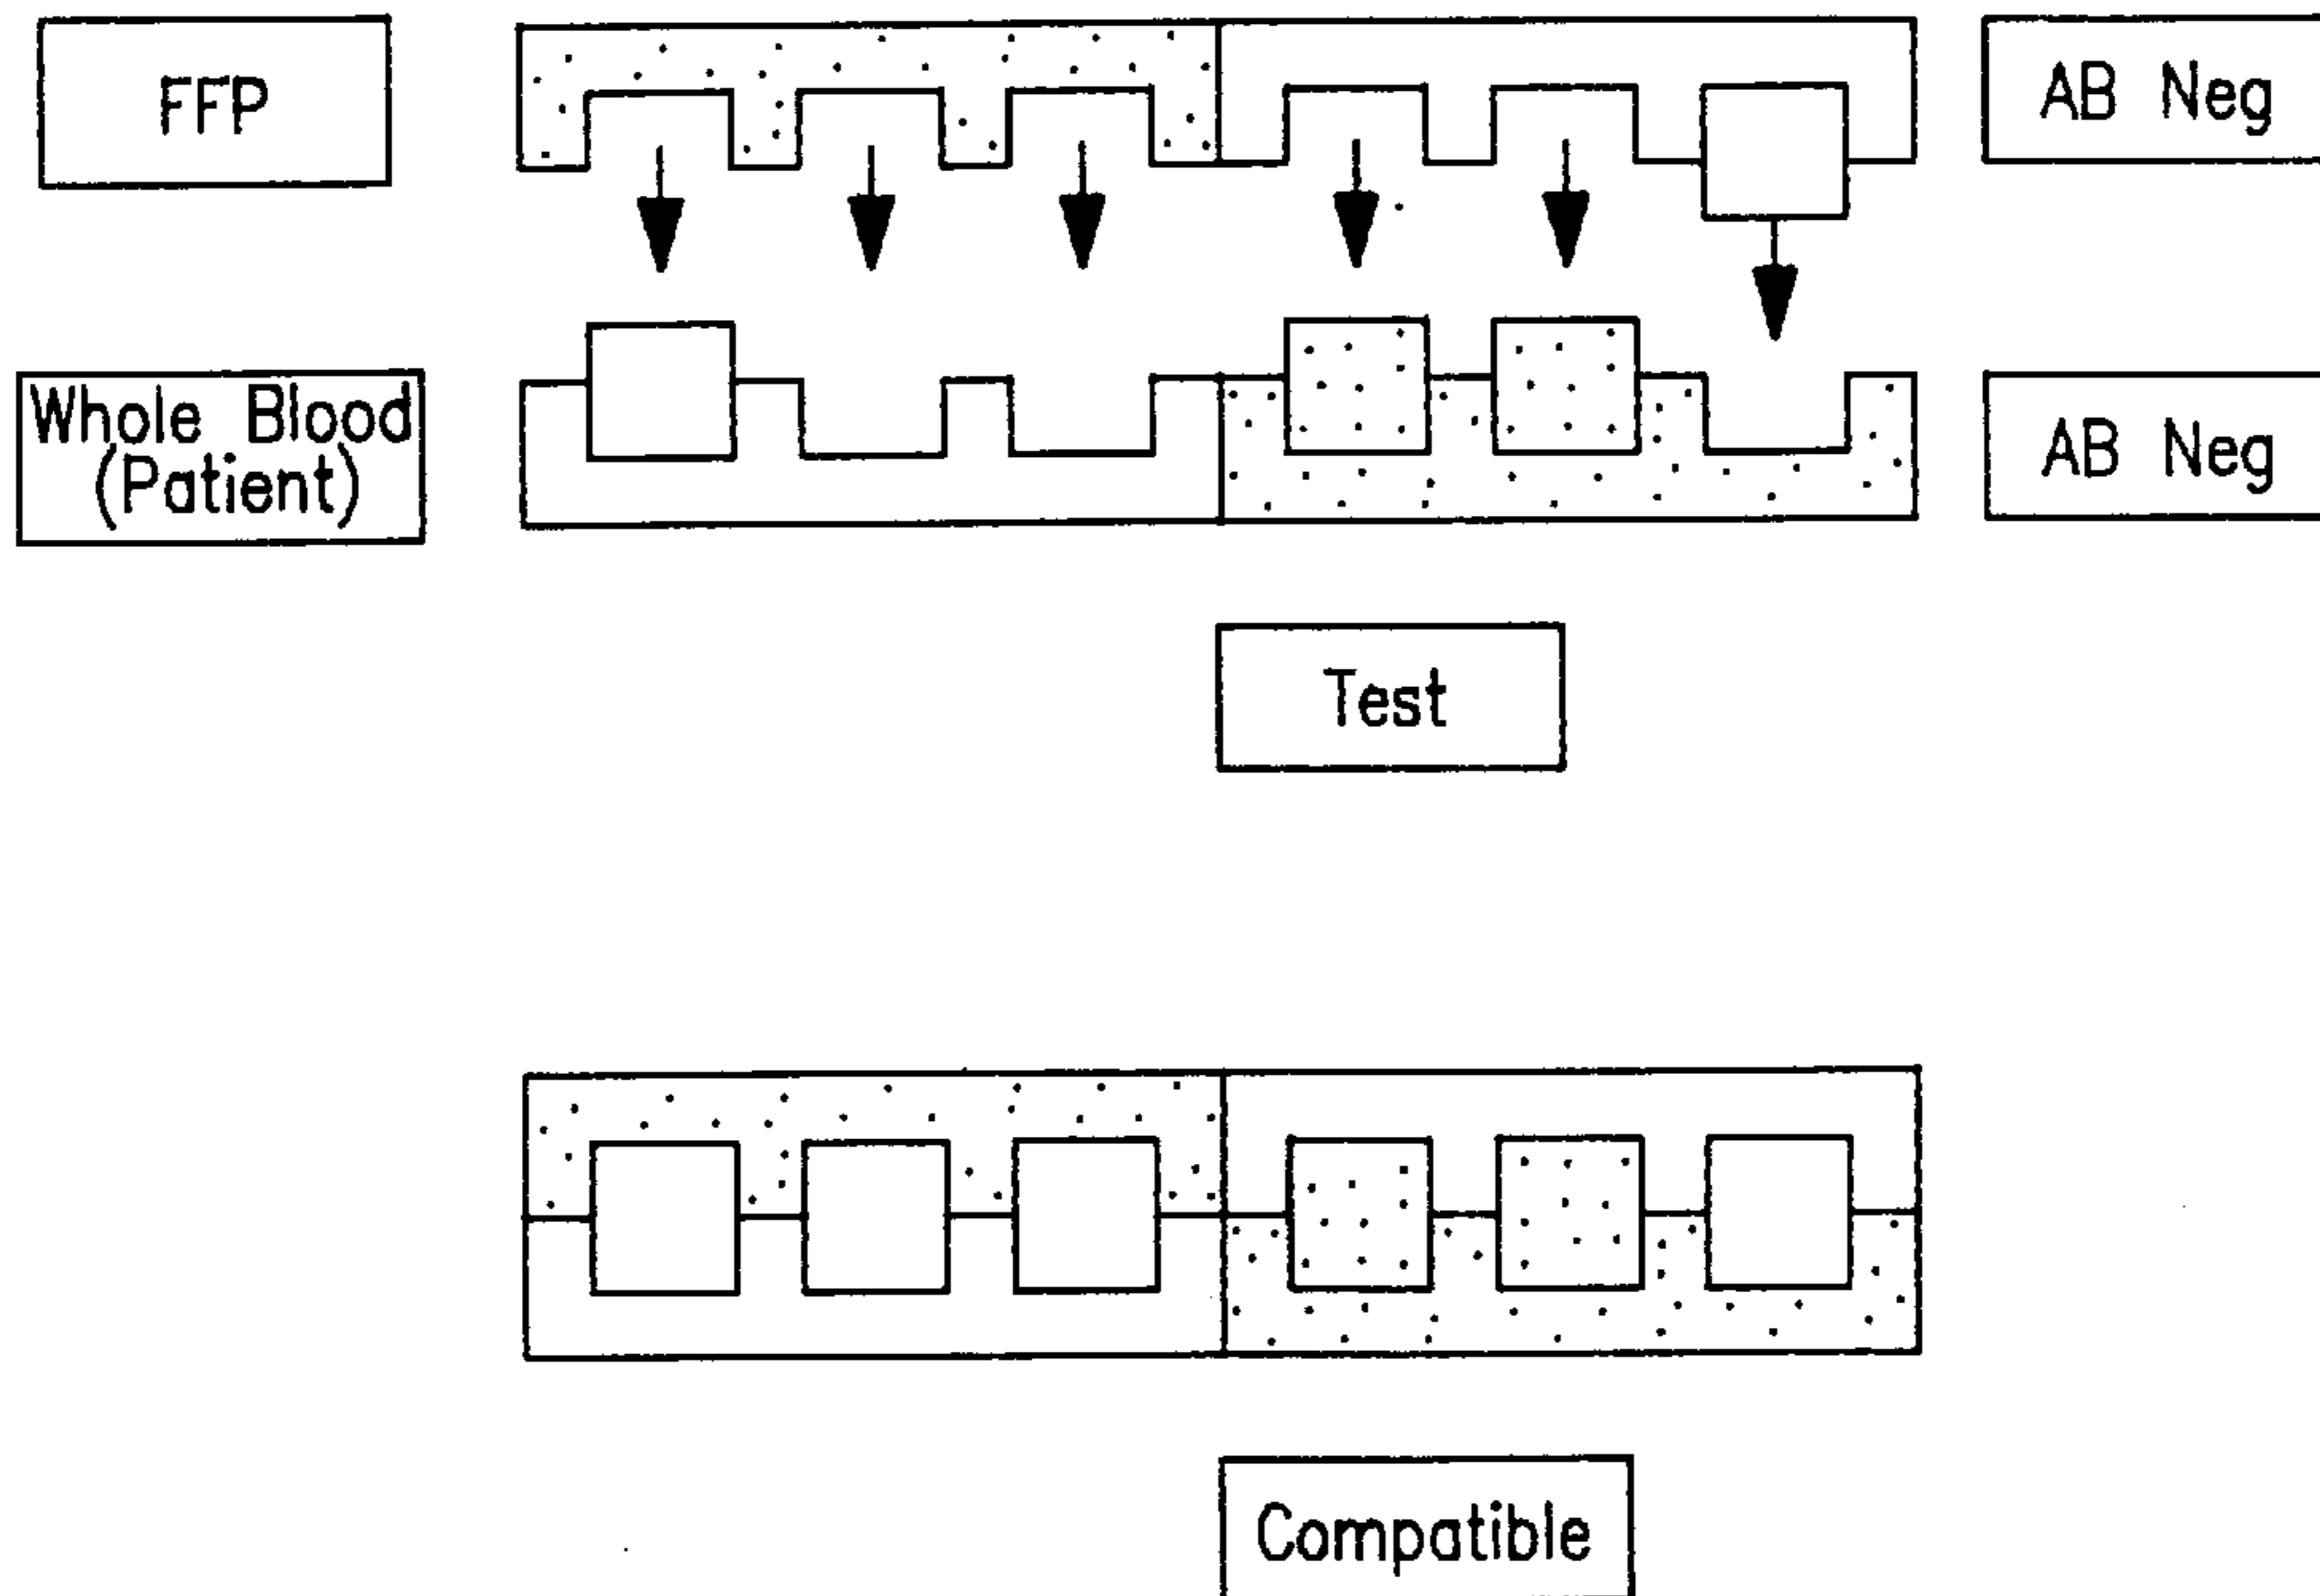 FFP
AB Neg
Whole Blood
(Patient)
AB Neg
Test
Compatible